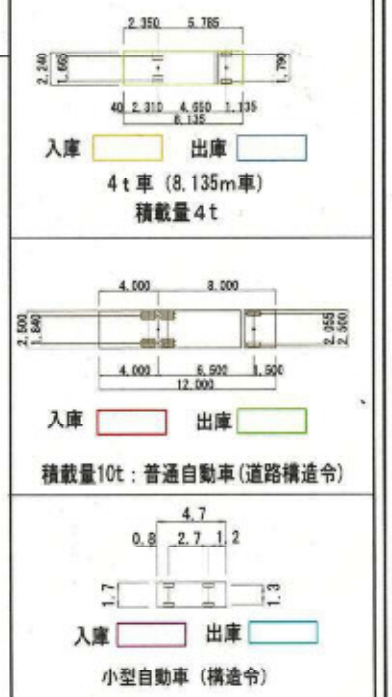 2.350 5.785
2.240 1.660 1.790
40 2.310 4.650 1.135
8.135
入庫 出庫
4t車 (8.135m車)
積載量4t
4.000 8.000
2.500 1.840 2.055 2.500
4.000 6.500 1.500
12.000
入庫 出庫
積載量10t:普通自動車(道路構造令)
4.7
0.8 2.7 1.2
1.7 1.3
入庫 出庫
小型自動車 (構造令)